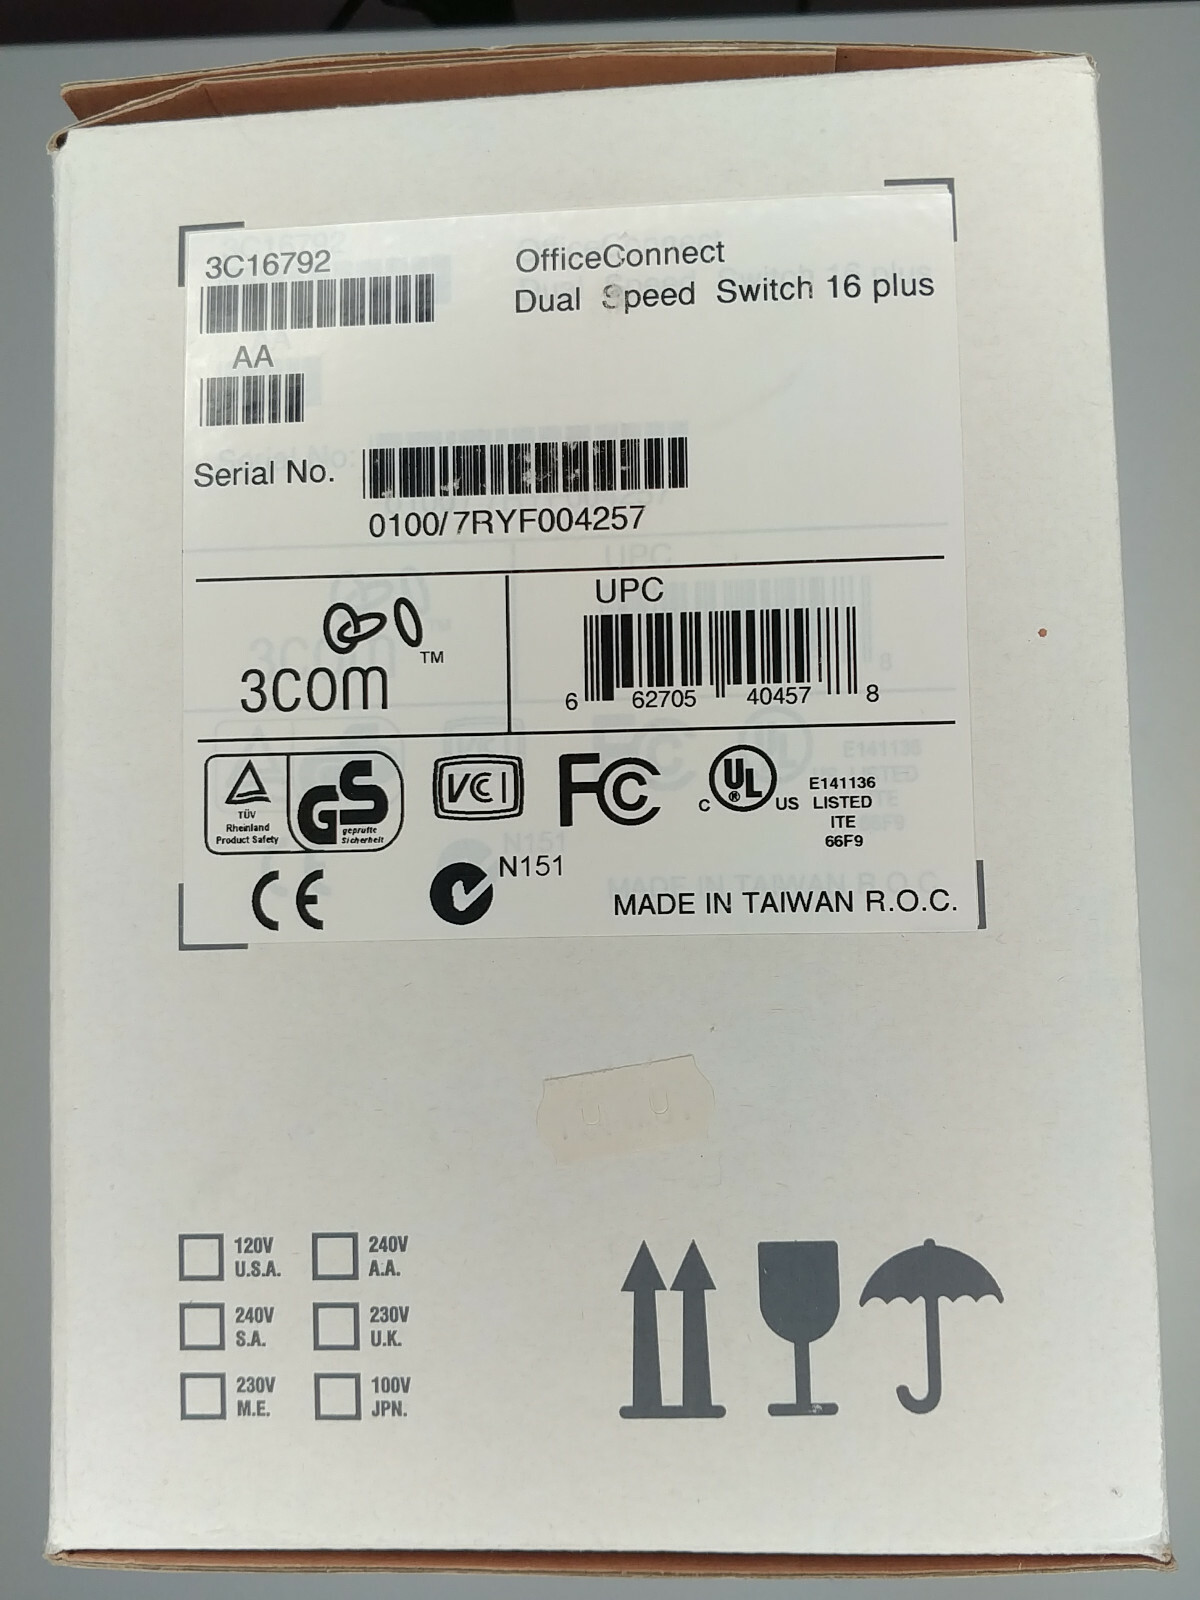 3C16792
OfficeConnect
Dual Speed Switch 16 plus
AA
Serial No.
0100/7RYF004257
3COM
TM
UPC
6 62705 40457 8
TÜV
Rheinland
Product Safety
GS
geprüfte
Sicherheit
VCI
FC
C UL ® US
E141136
LISTED
ITE
66F9
CE
N151
MADE IN TAIWAN R.O.C.
120V
U.S.A.
240V
A.A.
240V
S.A.
230V
U.K.
230V
M.E.
100V
JPN.